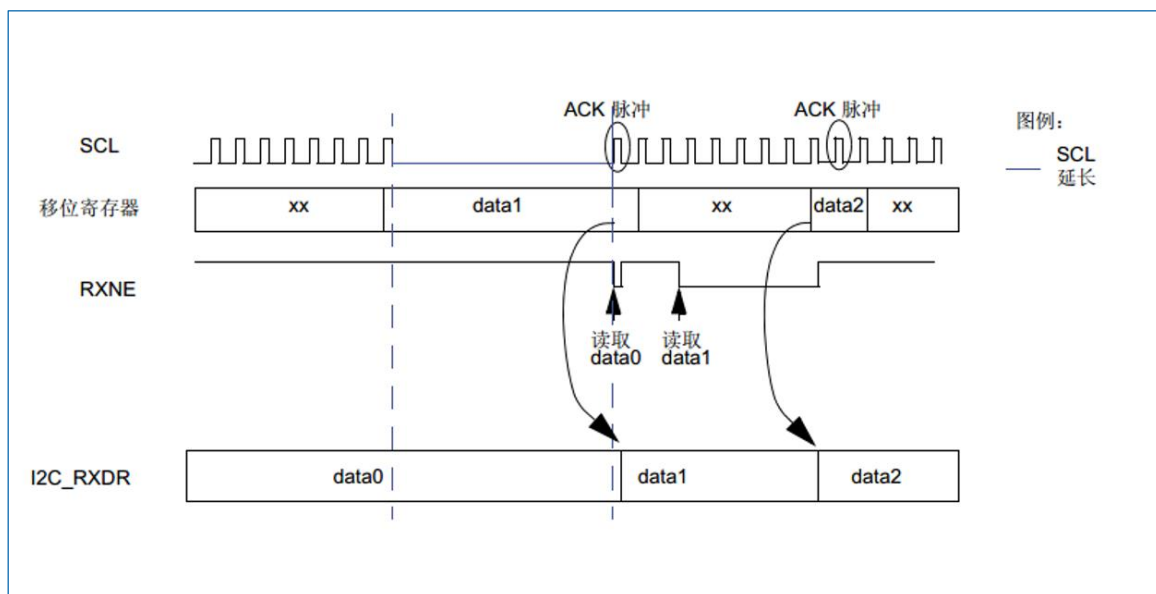 ACK 脉冲
ACK 脉冲
图例:
SCL
SCL
延长
移位寄存器
xx
data1
xx
data2
xx
RXNE
读取
data0
读取
data1
I2C_RXDR
data0
data1
data2